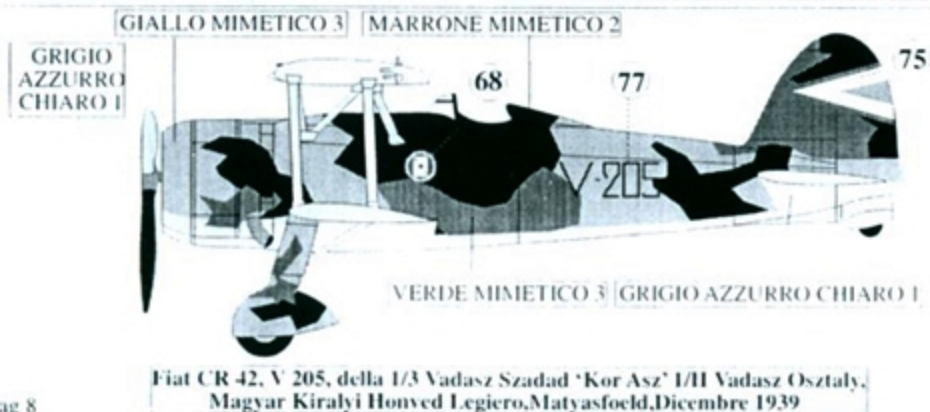 GIALLO MIMETICO 3
MARRONE MIMETICO 2
GRIGIO
AZZURRO
CHIARO 1
68
77
75
V-205
VERDE MIMETICO 3
GRIGIO AZZURRO CHIARO 1
Fiat CR 42, V 205, della 1/3 Vadasz Szadad 'Kor Asz' 1/II Vadasz Osztaly,
Magyar Kiralyi Honved Legiero,Matyasfoeld,Dicembre 1939
ag 8